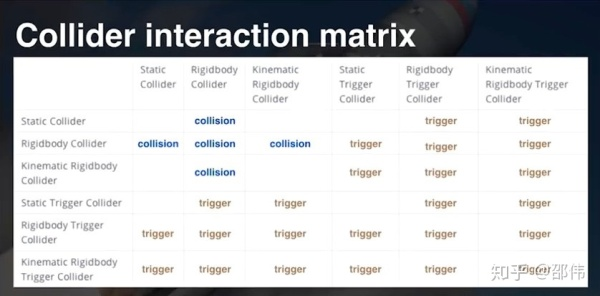 Collider interaction matrix
Static Collider Rigidbody Collider Kinematic Rigidbody Collider Static Trigger Collider Rigidbody Trigger Collider Kinematic Rigidbody Trigger Collider
Static Collider collision trigger trigger
Rigidbody Collider collision collision collision trigger trigger trigger
Kinematic Rigidbody Collider collision trigger trigger trigger
Static Trigger Collider trigger trigger trigger trigger
Rigidbody Trigger Collider trigger trigger trigger trigger trigger trigger
Kinematic Rigidbody Trigger Collider trigger trigger trigger trigger trigger trigger
知乎 @邵伟